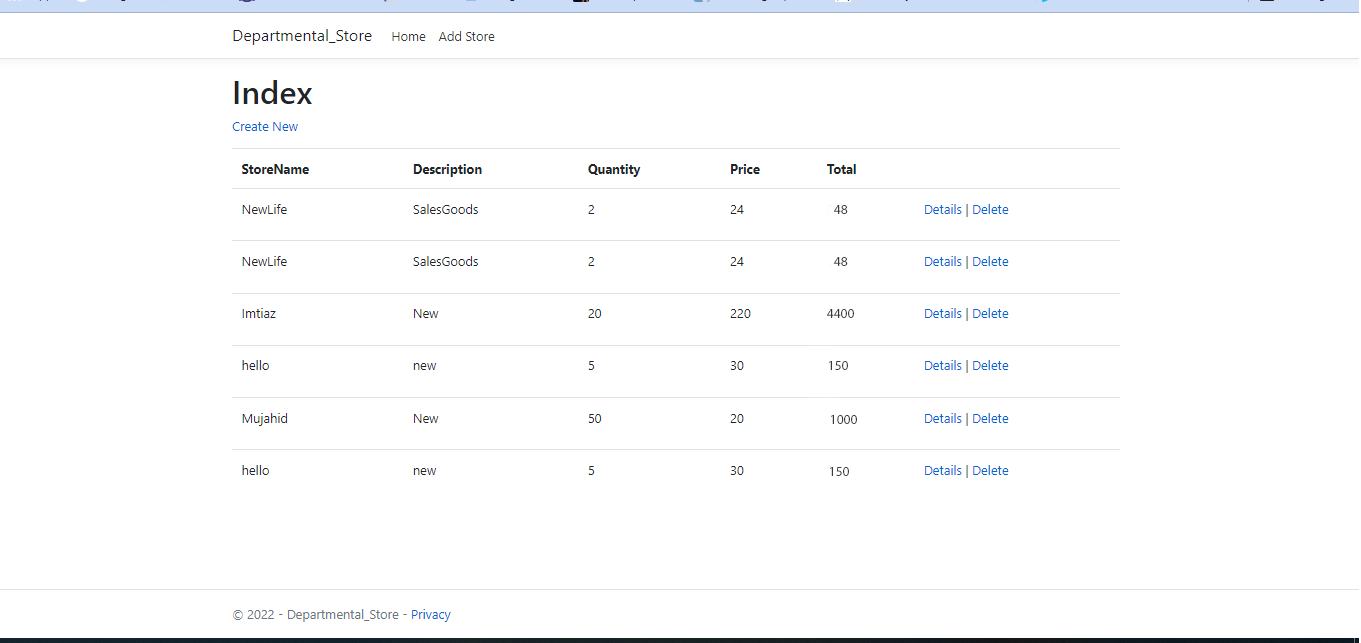 Departmental_Store Home Add Store
Index
Create New
StoreName Description Quantity Price Total
NewLife SalesGoods 2 24 48 Details | Delete
NewLife SalesGoods 2 24 48 Details | Delete
Imtiaz New 20 220 4400 Details | Delete
hello new 5 30 150 Details | Delete
Mujahid New 50 20 1000 Details | Delete
hello new 5 30 150 Details | Delete
© 2022 - Departmental_Store - Privacy